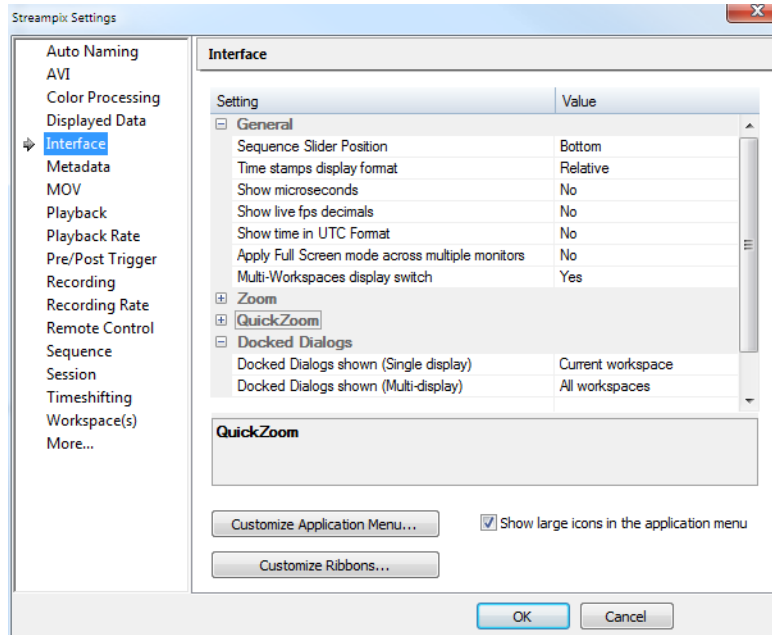 Streampix Settings
Auto Naming
AVI
Color Processing
Displayed Data
Interface
Metadata
MOV
Playback
Playback Rate
Pre/Post Trigger
Recording
Recording Rate
Remote Control
Sequence
Session
Timeshifting
Workspace(s)
More...
Interface
Setting Value
General
Sequence Slider Position Bottom
Time stamps display format Relative
Show microseconds No
Show live fps decimals No
Show time in UTC Format No
Apply Full Screen mode across multiple monitors No
Multi-Workspaces display switch Yes
Zoom
QuickZoom
Docked Dialogs
Docked Dialogs shown (Single display) Current workspace
Docked Dialogs shown (Multi-display) All workspaces
QuickZoom
Customize Application Menu... Show large icons in the application menu
Customize Ribbons...
OK Cancel